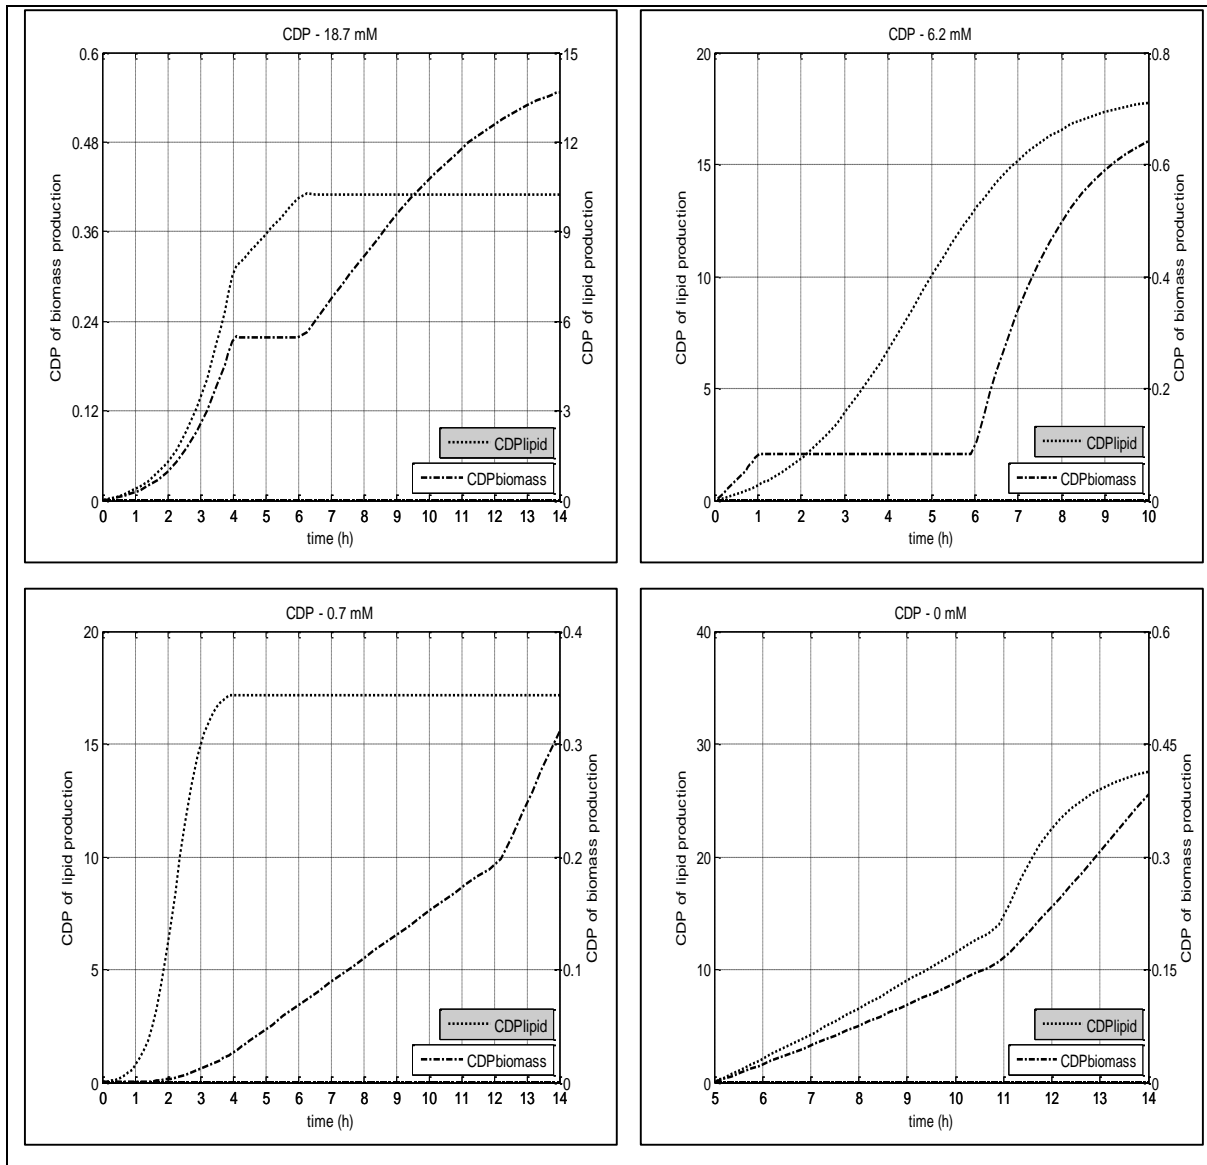 CDP - 18.7 mM
0.6
0.48
0.36
0.24
0.12
0
CDP of biomass production
15
12
9
6
3
0
CDP of lipid production
CDPlipid
CDPbiomass
0 1 2 3 4 5 6 7 8 9 10 11 12 13 14
time (h)
CDP - 6.2 mM
20
15
10
5
0
CDP of lipid production
0.8
0.6
0.4
0.2
0
CDP of biomass production
CDPlipid
CDPbiomass
0 1 2 3 4 5 6 7 8 9 10
time (h)
CDP - 0.7 mM
20
15
10
5
0
CDP of lipid production
0.4
0.3
0.2
0.1
0
CDP of biomass production
CDPlipid
CDPbiomass
0 1 2 3 4 5 6 7 8 9 10 11 12 13 14
time (h)
CDP - 0 mM
40
30
20
10
0
CDP of lipid production
0.6
0.45
0.3
0.15
0
CDP of biomass production
CDPlipid
CDPbiomass
5 6 7 8 9 10 11 12 13 14
time (h)